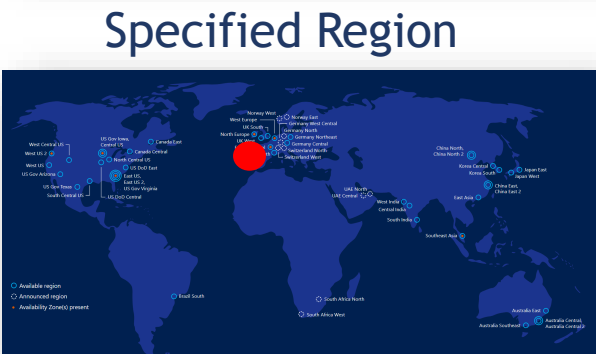 Specified Region
Norway West
Norway East
West Europe
Germany West Central
UK South
Germany North
North Europe
Germany Northeast
UK West
Germany Central
Switzerland North
Switzerland West
US Gov Iowa,
Central US
Canada East
West Central US
West US 2
Canada Central
North Central US
West US
US DoD East
US Gov Arizona
East US,
East US 2,
US Gov Virginia
US Gov Texas
South Central US
US DoD Central
China North,
China North 2
Korea Central
Korea South
Japan East
Japan West
China East,
China East 2
UAE North
UAE Central
West India
Central India
South India
East Asia
Southeast Asia
Available region
Announced region
Availability Zone(s) present
Brazil South
South Africa North
South Africa West
Australia East
Australia Central,
Australia Central 2
Australia Southeast